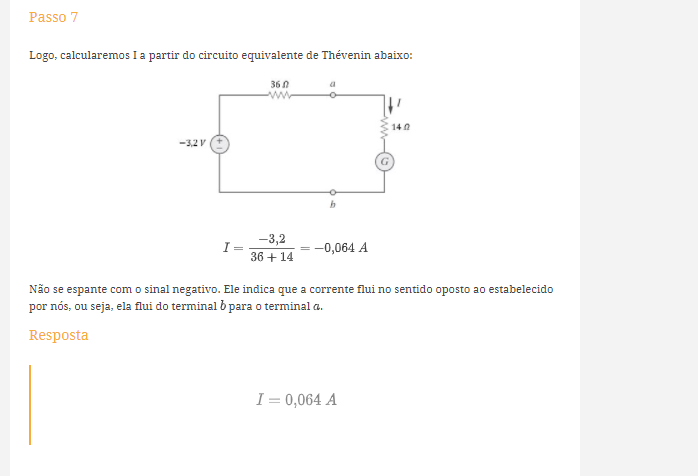 Passo 7
Logo, calcularemos I a partir do circuito equivalente de Thévenin abaixo:
36 Ω
a
I
14 Ω
−3,2 V
+
−
G
b
I = −3,2 / 36 + 14 = −0,064 A
Não se espante com o sinal negativo. Ele indica que a corrente flui no sentido oposto ao estabelecido
por nós, ou seja, ela flui do terminal b para o terminal a.
Resposta
I = 0,064 A